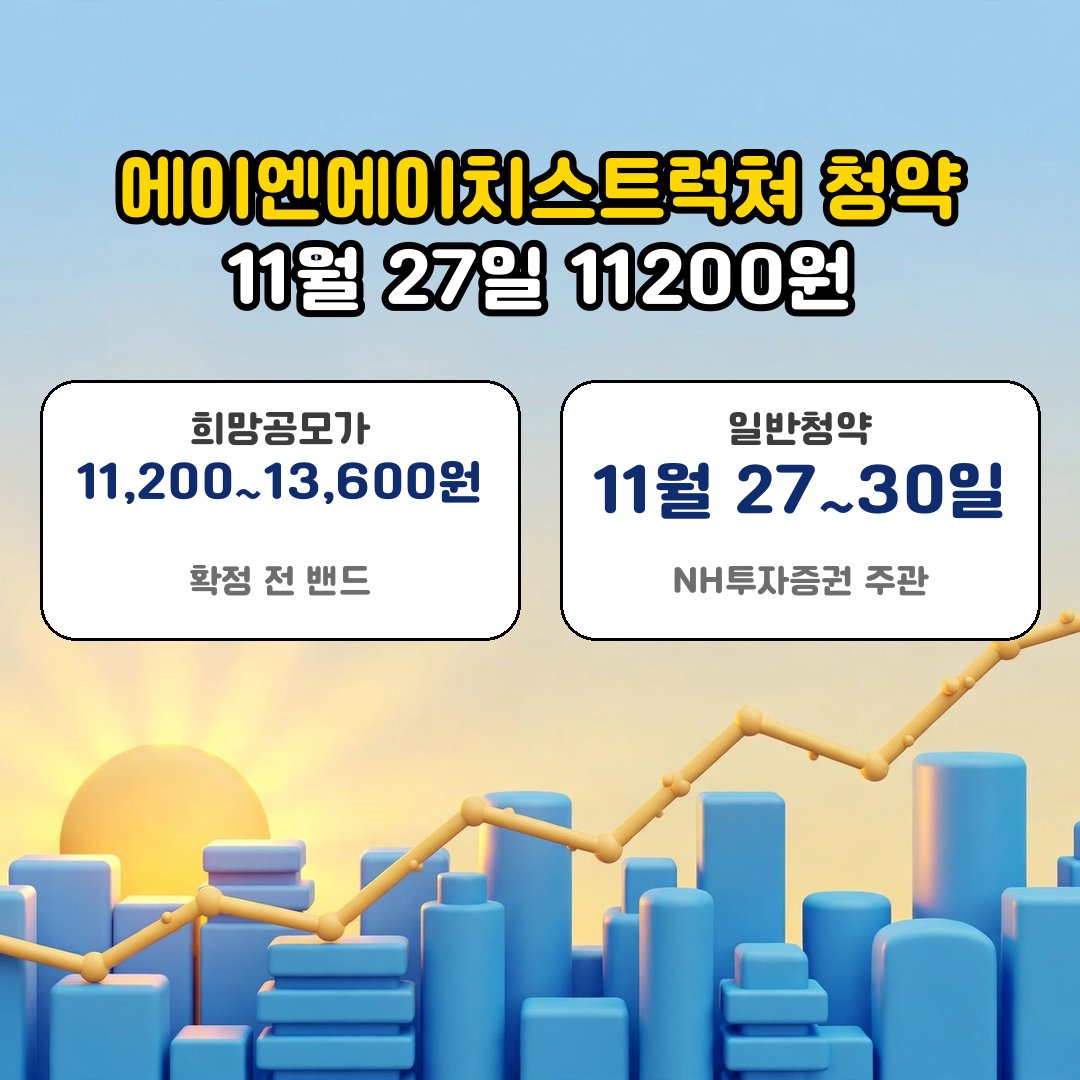 에이엔에이치스트럭쳐 청약
11월 27일 11200원
희망공모가
11,200~13,600원
확정 전 밴드
일반청약
11월 27~30일
NH투자증권 주관